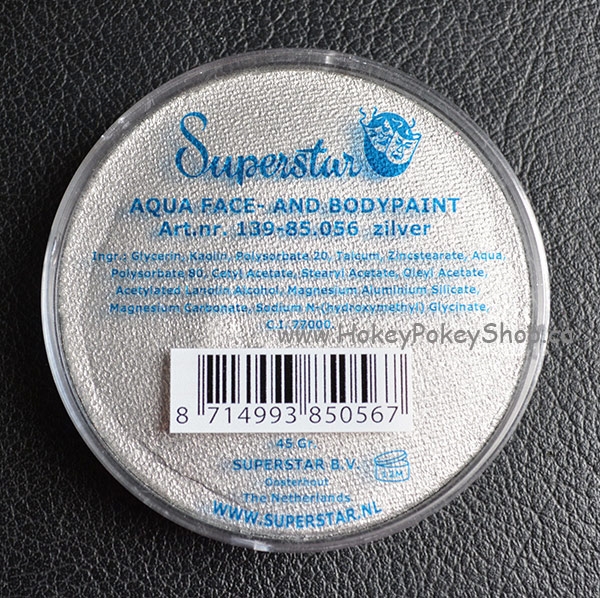 Superstar
AQUA FACE- AND BODYPAINT
Art.nr. 139-85.056 zilver
Ingr.: Glycerin, Kaolin, Polysorbate 20, Talcum, Zincstearate, Aqua
Polysorbate 80, Cetyl Acetate, Stearyl Acetate, Oleyl Acetate,
Acetylated Lanolin Alcohol, Magnesium Aluminium Silicate
Magnesium Carbonate, Sodium N-(hydroxymethyl) Glycinate
C.I.77000.
www.HokeyPokeyShop.co
8 714993 850567
45 Gr.
SUPERSTAR B.V.
Oosterhout
The Netherlands
WWW.SUPERSTAR.NL